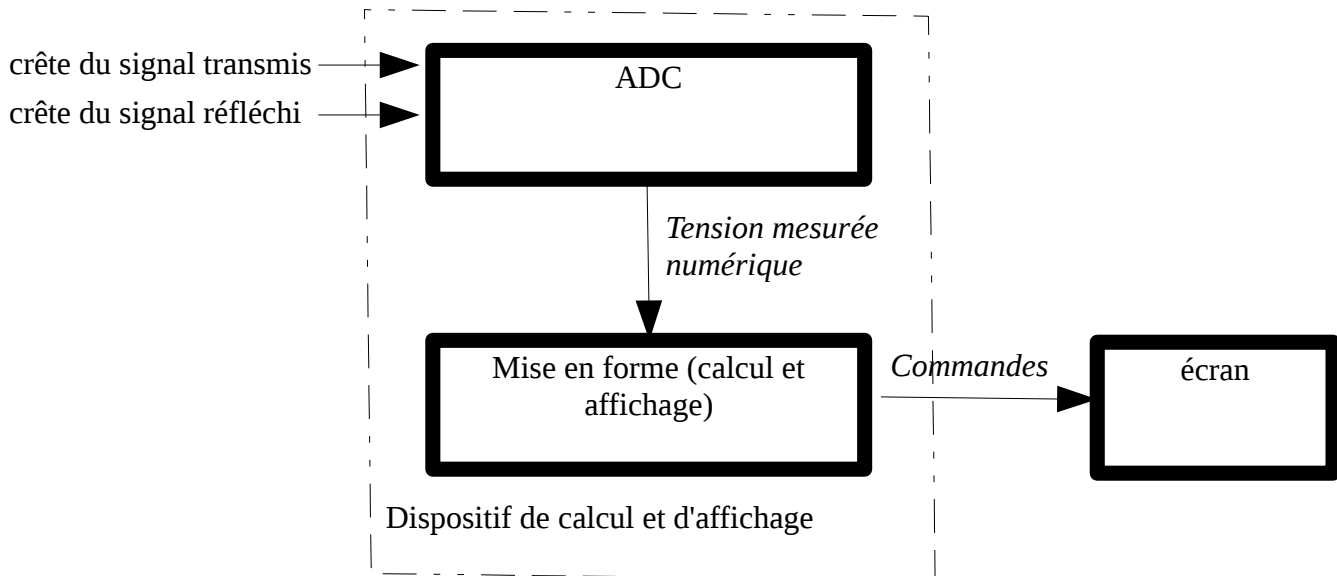 crête du signal transmis
crête du signal réfléchi
ADC
Tension mesurée
numérique
Mise en forme (calcul et
affichage)
Commandes
écran
Dispositif de calcul et d'affichage